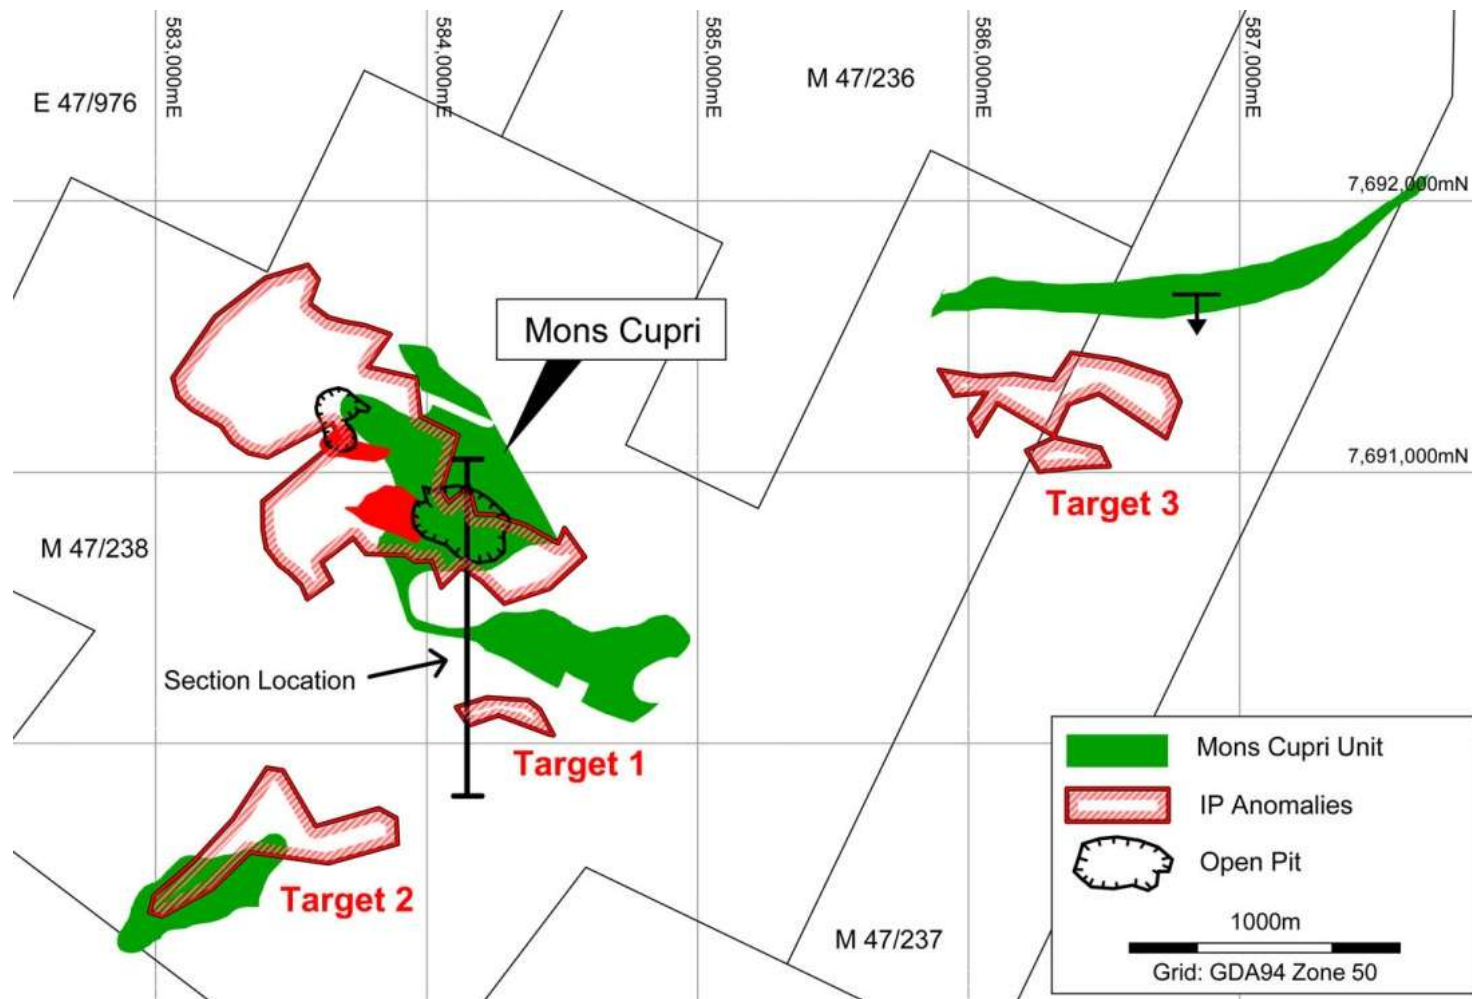 583,000mE
584,000mE
585,000mE
586,000mE
587,000mE
E 47/976
M 47/236
7,692,000mN
Mons Cupri
7,691,000mN
Target 3
M 47/238
Section Location
Target 1
Target 2
M 47/237
Mons Cupri Unit
IP Anomalies
Open Pit
1000m
Grid: GDA94 Zone 50